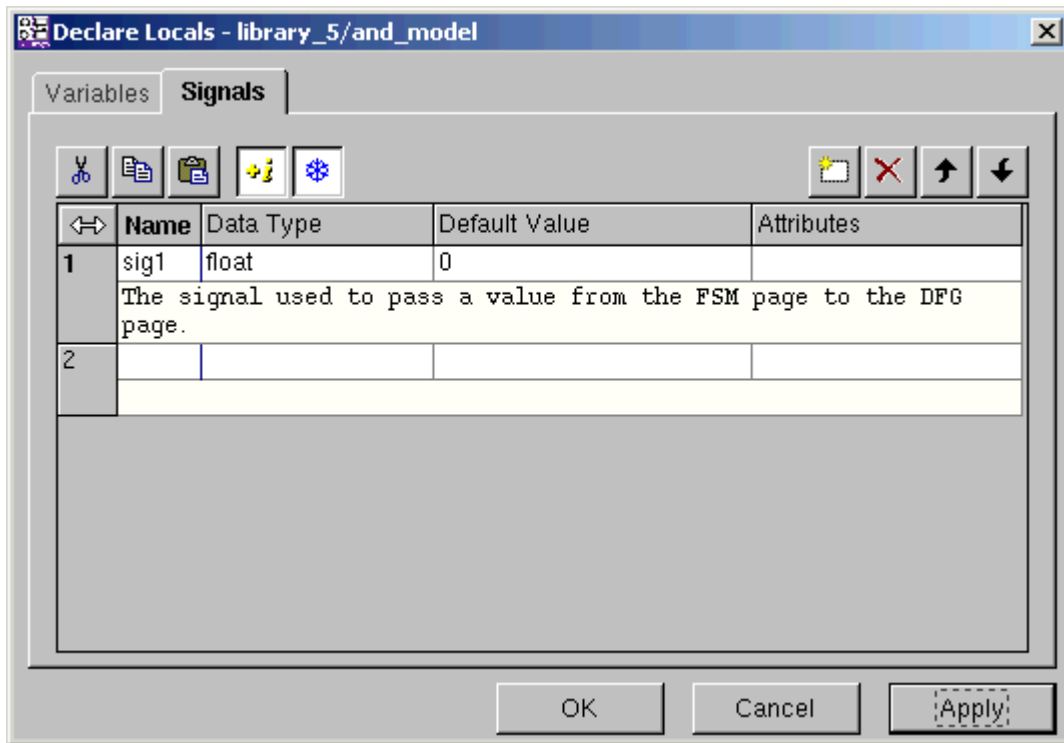 Declare Locals - library_5/and_model
Variables Signals
Name Data Type Default Value Attributes
1 sig1 float 0
The signal used to pass a value from the FSM page to the DFG
page.
2
OK Cancel Apply